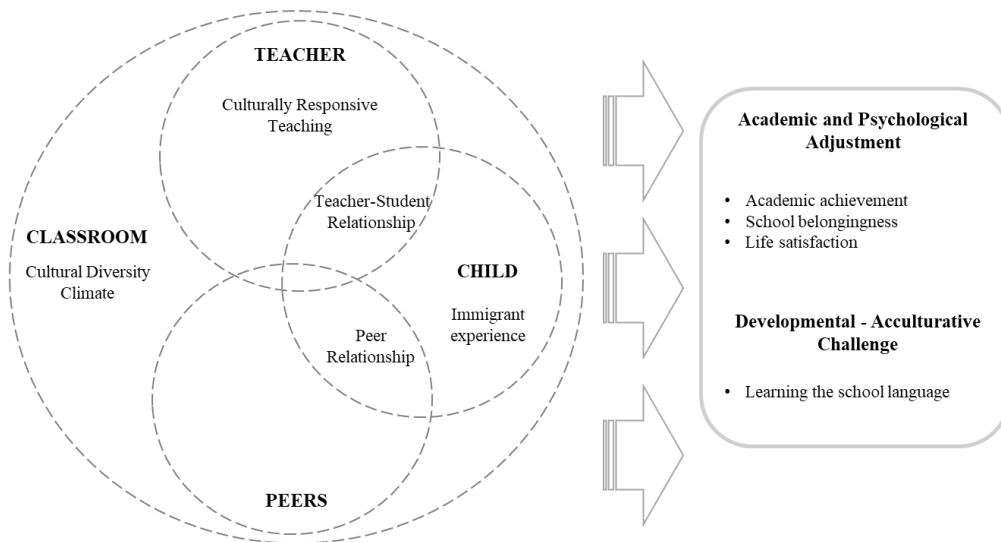 TEACHER
Culturally Responsive
Teaching
Teacher-Student
Relationship
CLASSROOM
Cultural Diversity
Climate
CHILD
Immigrant
experience
Peer
Relationship
PEERS
Academic and Psychological
Adjustment
• Academic achievement
• School belongingness
• Life satisfaction
Developmental - Acculturative
Challenge
• Learning the school language